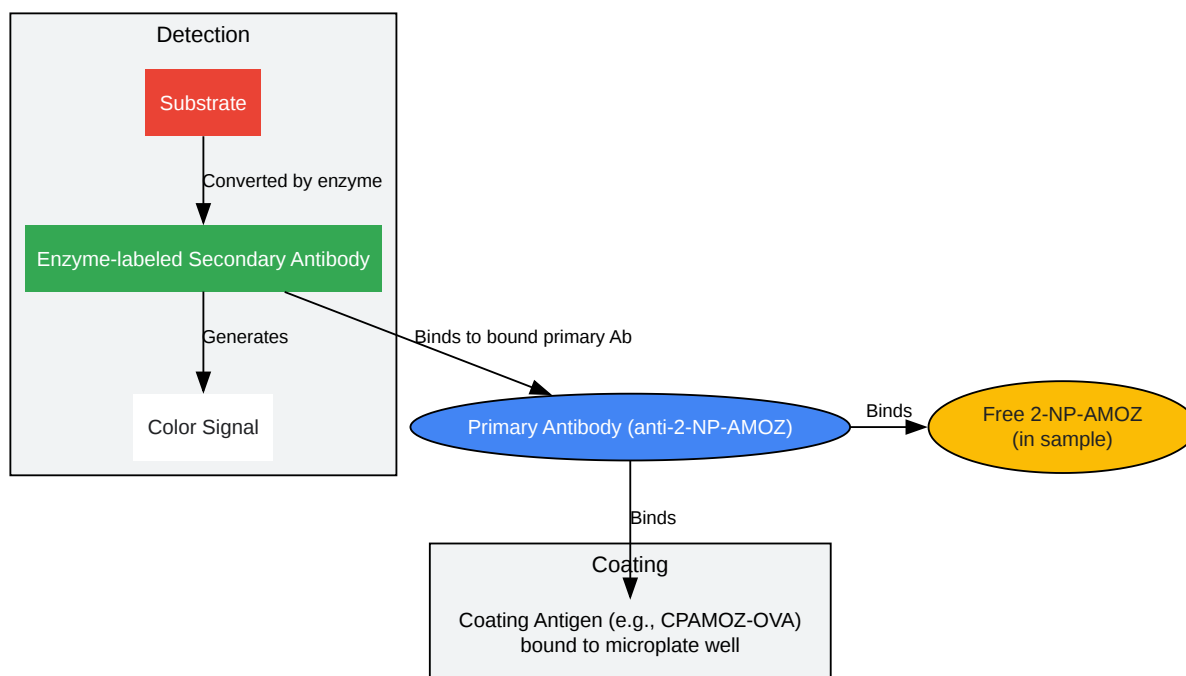 Detection
Substrate
Converted by enzyme
Enzyme-labeled Secondary Antibody
Generates
Binds to bound primary Ab
Color Signal
Primary Antibody (anti-2-NP-AMOZ)
Binds
Free 2-NP-AMOZ
(in sample)
Binds
Coating
Coating Antigen (e.g., CPAMOZ-OVA)
bound to microplate well